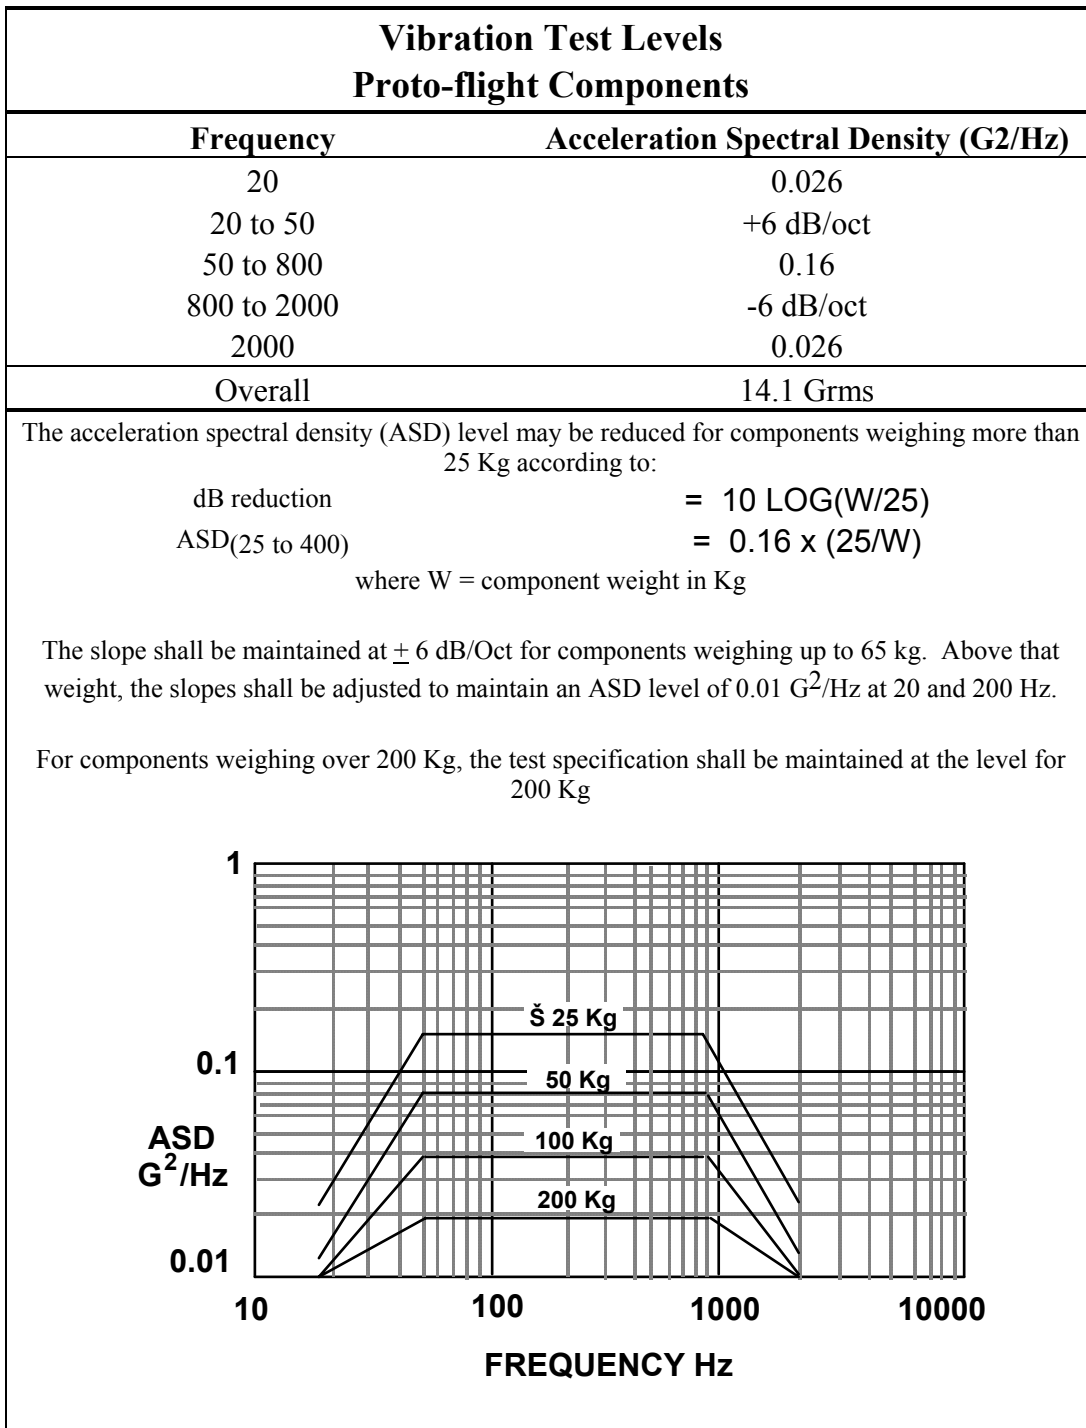 Vibration Test Levels
Proto-flight Components
Frequency Acceleration Spectral Density (G2/Hz)
20 0.026
20 to 50 +6 dB/oct
50 to 800 0.16
800 to 2000 -6 dB/oct
2000 0.026
Overall 14.1 Grms
The acceleration spectral density (ASD) level may be reduced for components weighing more than
25 Kg according to:
dB reduction = 10 LOG(W/25)
ASD(25 to 400) = 0.16 x (25/W)
where W = component weight in Kg
The slope shall be maintained at ± 6 dB/Oct for components weighing up to 65 kg. Above that
weight, the slopes shall be adjusted to maintain an ASD level of 0.01 G²/Hz at 20 and 200 Hz.
For components weighing over 200 Kg, the test specification shall be maintained at the level for
200 Kg
1
Š 25 Kg
0.1
50 Kg
ASD
G²/Hz
100 Kg
200 Kg
0.01
10 100 1000 10000
FREQUENCY Hz